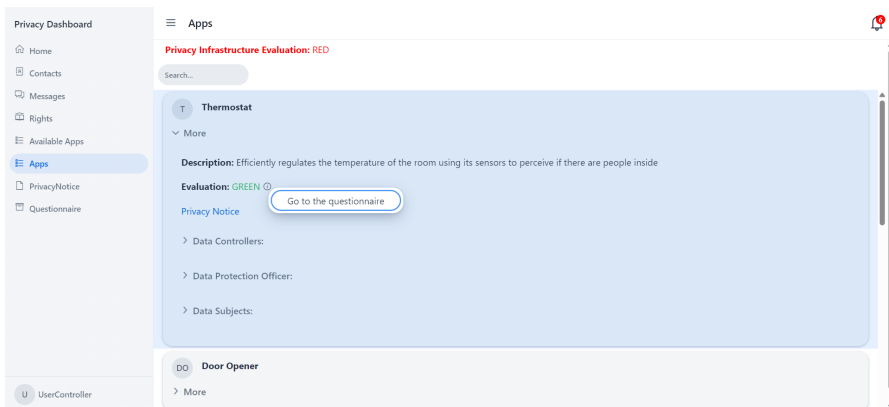 Privacy Dashboard
Home
Contacts
Messages
Rights
Available Apps
Apps
PrivacyNotice
Questionnaire
U UserController
Apps
6
Privacy Infrastructure Evaluation: RED
Search...
T Thermostat
More
Description: Efficiently regulates the temperature of the room using its sensors to perceive if there are people inside
Evaluation: GREEN
Go to the questionnaire
Privacy Notice
Data Controllers:
Data Protection Officer:
Data Subjects:
DO Door Opener
More